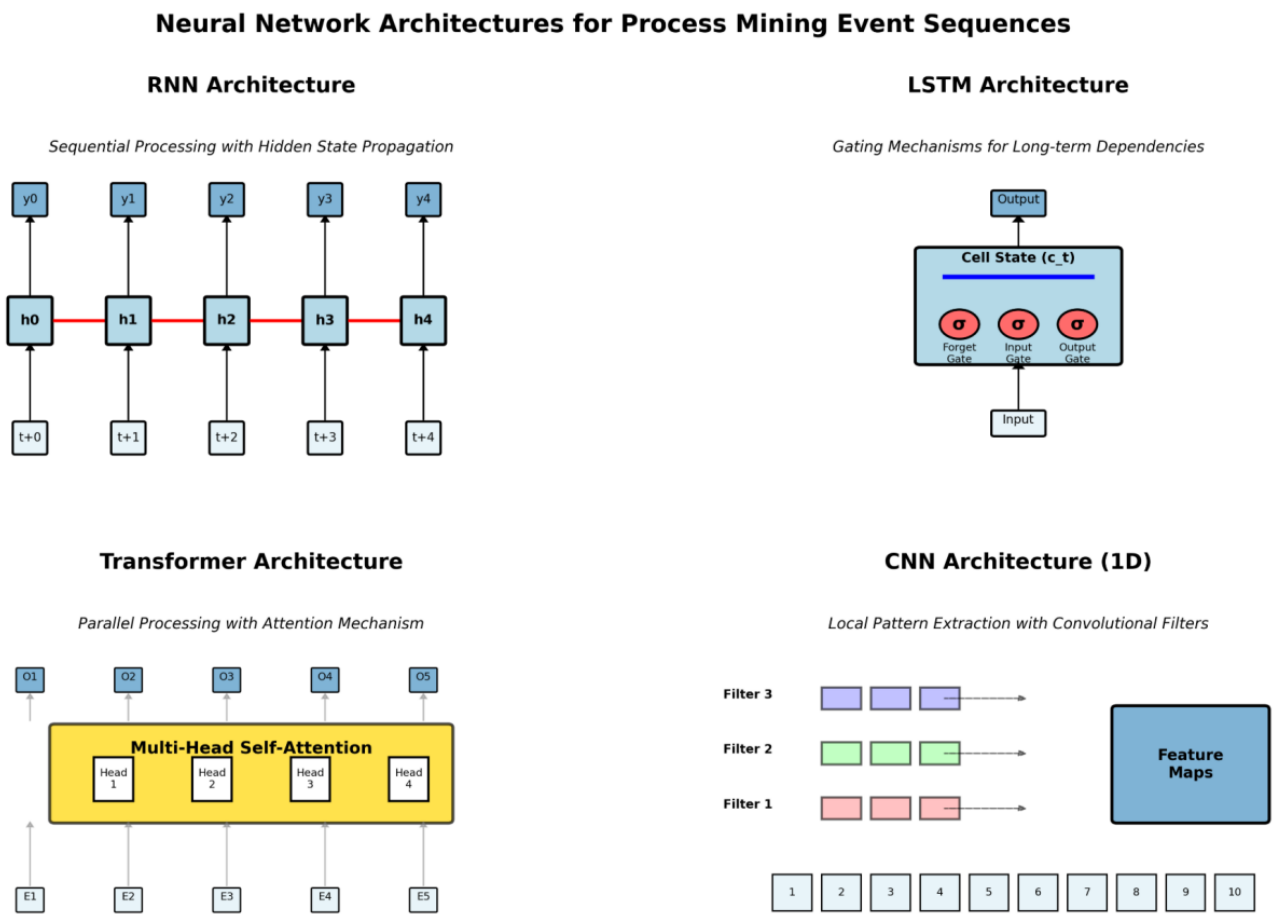 Neural Network Architectures for Process Mining Event Sequences
RNN Architecture
Sequential Processing with Hidden State Propagation
y0 y1 y2 y3 y4
h0 h1 h2 h3 h4
t+0 t+1 t+2 t+3 t+4
LSTM Architecture
Gating Mechanisms for Long-term Dependencies
Output
Cell State (c_t)
σ σ σ
Forget Input Output
Gate Gate Gate
Input
Transformer Architecture
Parallel Processing with Attention Mechanism
O1 O2 O3 O4 O5
Multi-Head Self-Attention
Head Head Head Head
1 2 3 4
E1 E2 E3 E4 E5
CNN Architecture (1D)
Local Pattern Extraction with Convolutional Filters
Filter 3
Filter 2
Filter 1
Feature
Maps
1 2 3 4 5 6 7 8 9 10